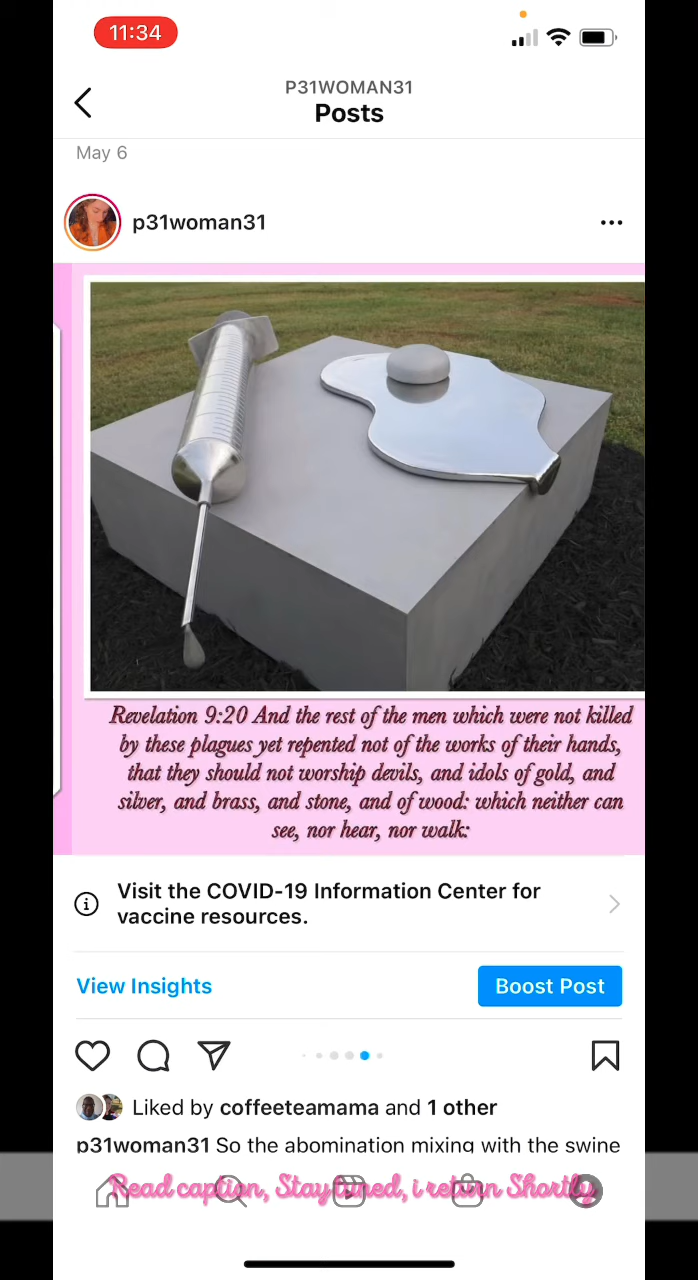 11:34
P31WOMAN31
Posts
May 6
p31woman31
Revelation 9:20 And the rest of the men which were not killed
by these plagues yet repented not of the works of their hands,
that they should not worship devils, and idols of gold, and
silver, and brass, and stone, and of wood: which neither can
see, nor hear, nor walk:
Visit the COVID-19 Information Center for
vaccine resources.
View Insights
Boost Post
Liked by coffeeteamama and 1 other
p31woman31 So the abomination mixing with the swine
Read caption, Stay tuned, i return Shortly